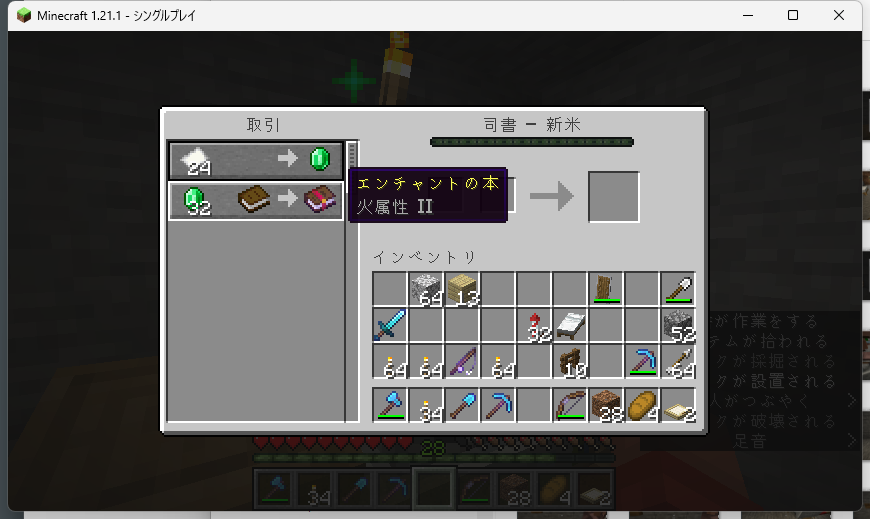 Minecraft 1.21.1 - シングルプレイ
取引
司書 - 新米
24
32
エンチャントの本
火属性 II
インベントリ
64 13
32 52
64 64 64 10 64
34 28 4 2
が作業をする
テムが拾われる
クが採掘される
クが設置される
人がつぶやく >
クが破壊される
足音 >
28
34 28 4 2